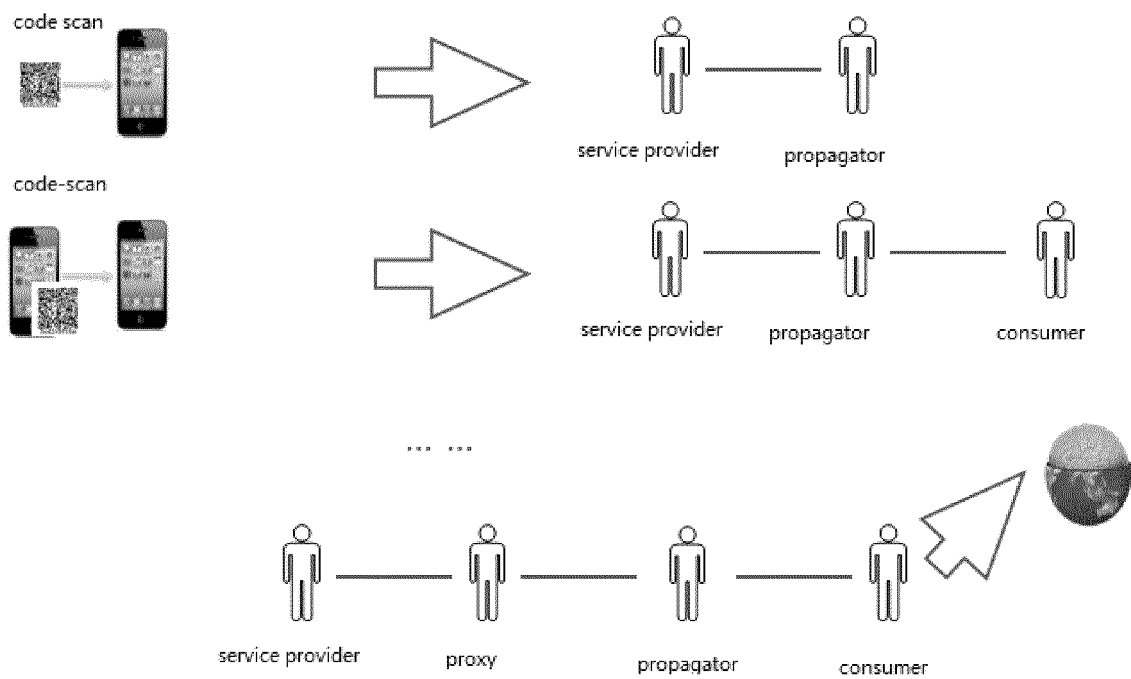 code scan
service provider
propagator
code-scan
service provider
propagator
consumer
... ...
service provider
proxy
propagator
consumer